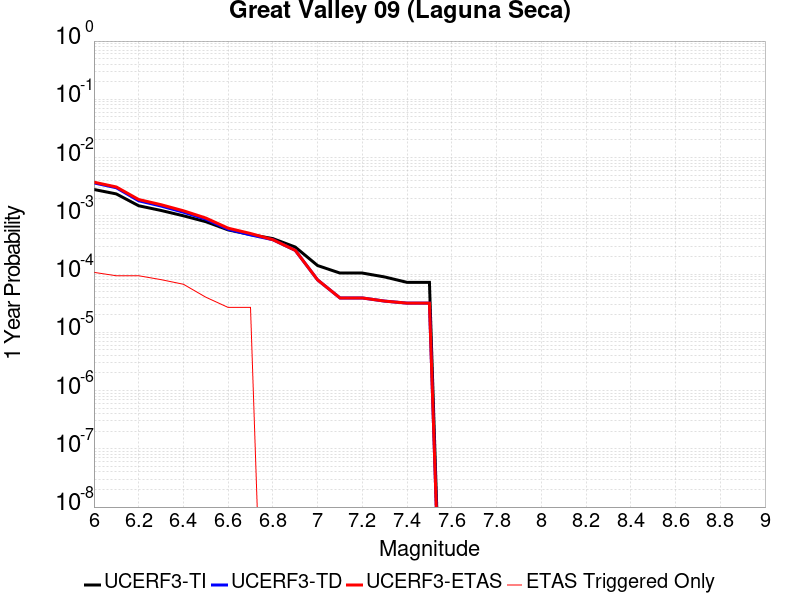 Great Valley 09 (Laguna Seca)
10^0
10^-1
10^-2
10^-3
10^-4
10^-5
10^-6
10^-7
10^-8
1 Year Probability
6 6.2 6.4 6.6 6.8 7 7.2 7.4 7.6 7.8 8 8.2 8.4 8.6 8.8 9
Magnitude
UCERF3-TI UCERF3-TD UCERF3-ETAS ETAS Triggered Only